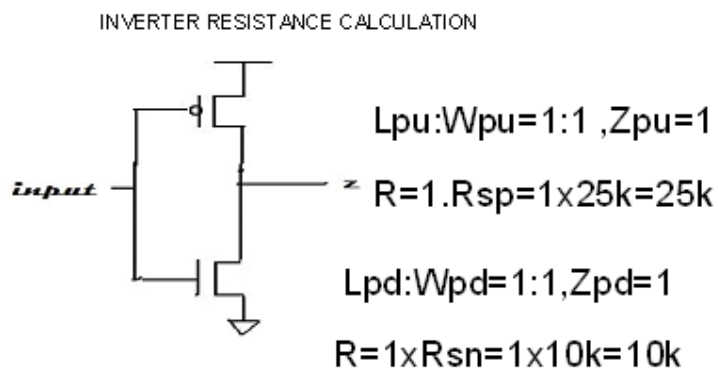 INVERTER RESISTANCE CALCULATION
Lpu:Wpu=1:1 ,Zpu=1
input
z
R=1.Rsp=1x25k=25k
Lpd:Wpd=1:1,Zpd=1
R=1xRsn=1x10k=10k